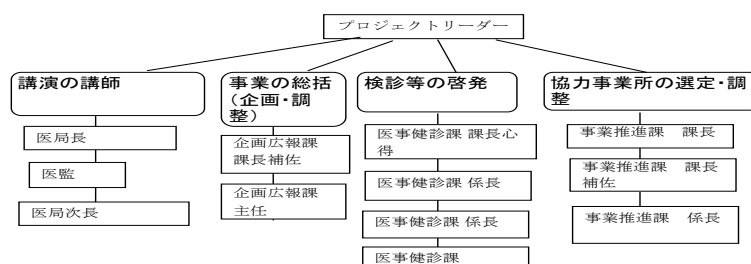 プロジェクトリーダー
講演の講師
医局長
医監
医局次長
事業の総括
(企画・調
整)
企画広報課
課長補佐
企画広報課
主任
検診等の啓発
医事健診課 課長心
得
医事健診課 係長
医事健診課 係長
医事健診課
協力事業所の選定・調
整
事業推進課　課長
事業推進課　課長
補佐
事業推進課　係長